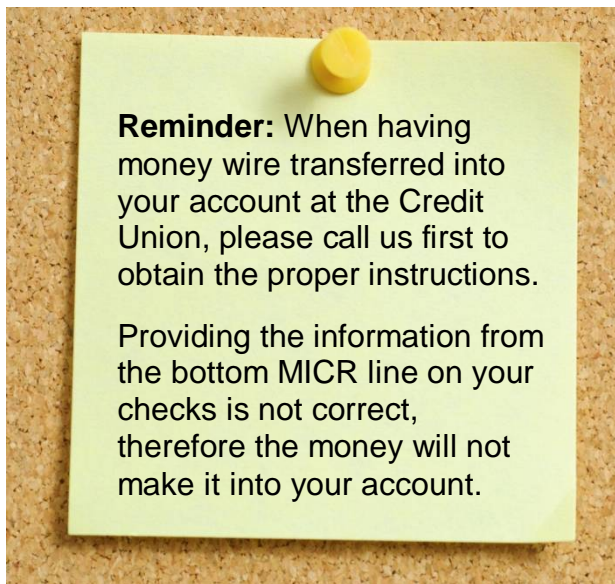 Reminder: When having
money wire transferred into
your account at the Credit
Union, please call us first to
obtain the proper instructions.
Providing the information from
the bottom MICR line on your
checks is not correct,
therefore the money will not
make it into your account.